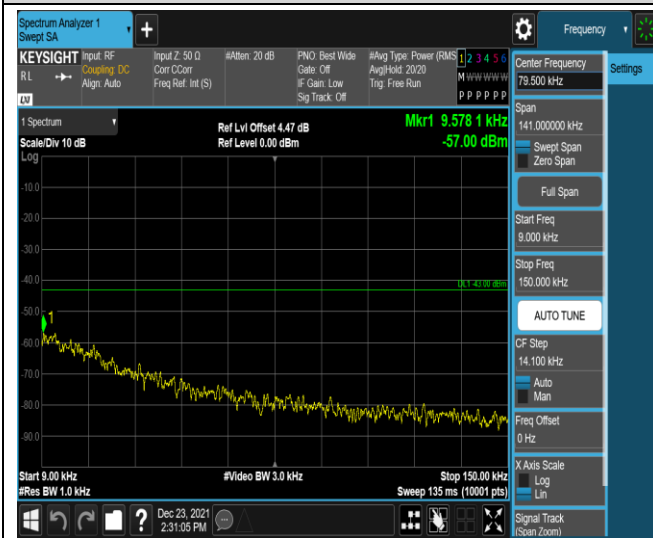 Spectrum Analyzer 1
Swept SA
Frequency
KEYSIGHT
RL
LXI
Input: RF
Coupling: DC
Align: Auto
Input Z: 50 Ω
Corr CCorr
Freq Ref: Int (S)
#Atten: 20 dB
PNO: Best Wide
Gate: Off
IF Gain: Low
Sig Track: Off
#Avg Type: Power (RMS
Avg|Hold: 20/20
Trig: Free Run
1 2 3 4 5 6
M W W W W W
P P P P P P
1 Spectrum
Scale/Div 10 dB
Log
Ref Lvl Offset 4.47 dB
Ref Level 0.00 dBm
Mkr1 9.578 1 kHz
-57.00 dBm
-10.0
-20.0
-30.0
-40.0
-50.0
-60.0
-70.0
-80.0
-90.0
DL1 -43.00 dBm
1
Start 9.00 kHz
#Res BW 1.0 kHz
#Video BW 3.0 kHz
Stop 150.00 kHz
Sweep 135 ms (10001 pts)
?
Dec 23, 2021
2:31:05 PM
Center Frequency
79.500 kHz
Settings
Span
141.000000 kHz
Swept Span
Zero Span
Full Span
Start Freq
9.000 kHz
Stop Freq
150.000 kHz
AUTO TUNE
CF Step
14.100 kHz
Auto
Man
Freq Offset
0 Hz
X Axis Scale
Log
Lin
Signal Track
(Span Zoom)